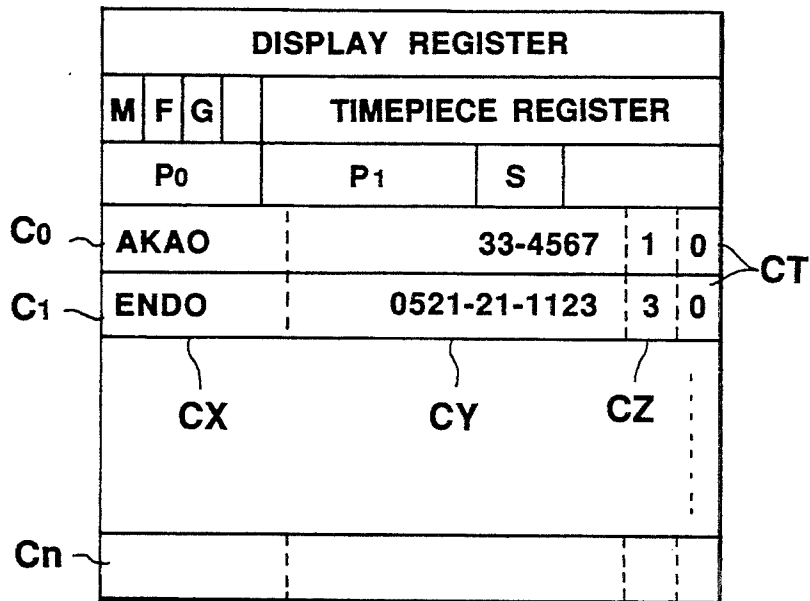 DISPLAY REGISTER
M F G TIMEPIECE REGISTER
P0 P1 S
C0 AKAO 33-4567 1 0 CT
C1 ENDO 0521-21-1123 3 0
CX CY CZ
Cn